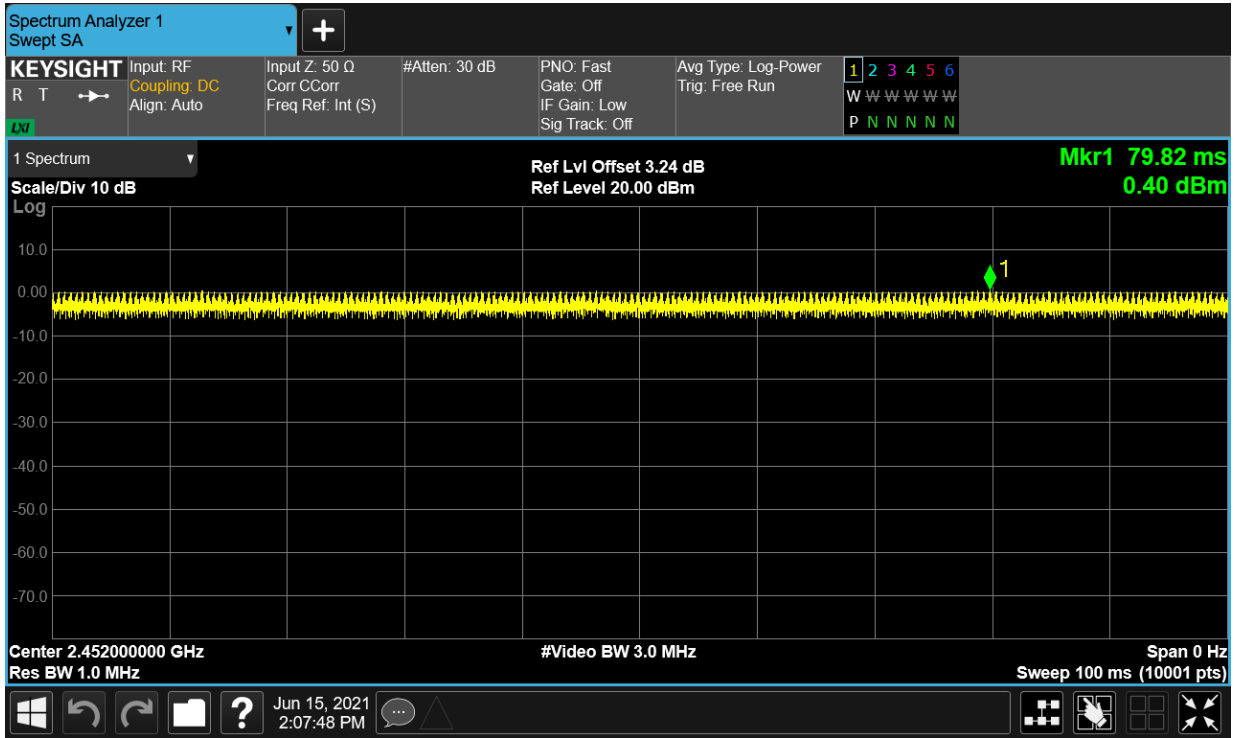 Spectrum Analyzer 1
Swept SA
KEYSIGHT
R T
LXI
Input: RF
Coupling: DC
Align: Auto
Input Z: 50 Ω
Corr CCorr
Freq Ref: Int (S)
#Atten: 30 dB
PNO: Fast
Gate: Off
IF Gain: Low
Sig Track: Off
Avg Type: Log-Power
Trig: Free Run
1 2 3 4 5 6
W W W W W W
P N N N N N
1 Spectrum
Scale/Div 10 dB
Log
Ref Lvl Offset 3.24 dB
Ref Level 20.00 dBm
Mkr1 79.82 ms
0.40 dBm
10.0
0.00
-10.0
-20.0
-30.0
-40.0
-50.0
-60.0
-70.0
1
Center 2.452000000 GHz
Res BW 1.0 MHz
#Video BW 3.0 MHz
Span 0 Hz
Sweep 100 ms (10001 pts)
?
Jun 15, 2021
2:07:48 PM